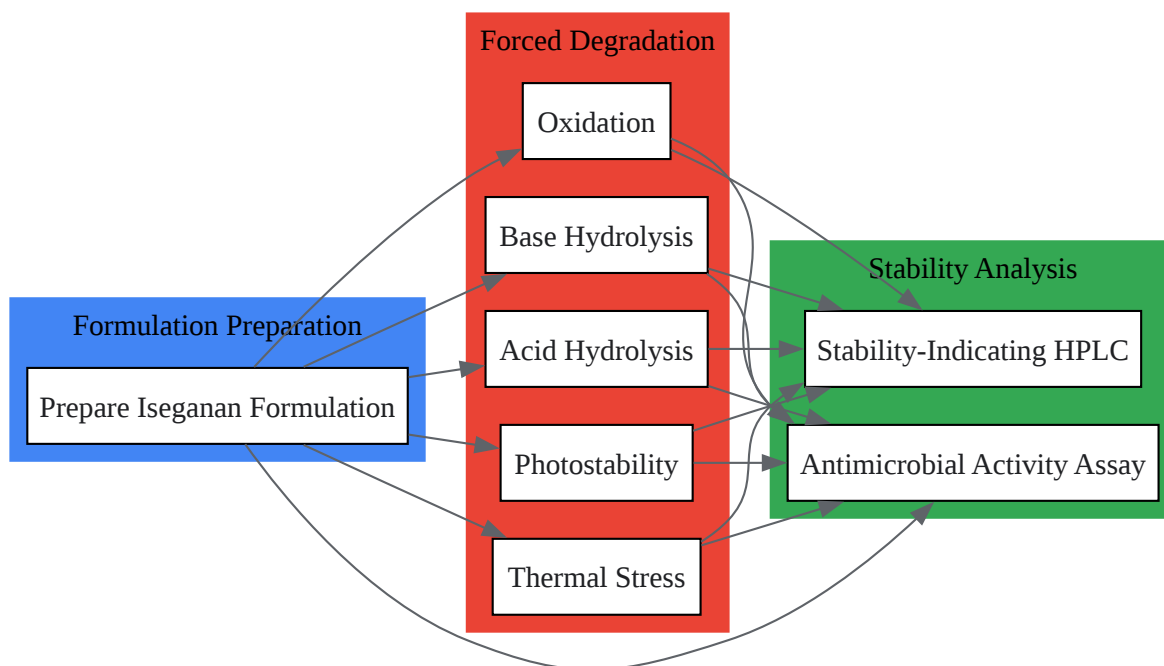 Formulation Preparation
Prepare Iseganan Formulation
Forced Degradation
Oxidation
Base Hydrolysis
Acid Hydrolysis
Photostability
Thermal Stress
Stability Analysis
Stability-Indicating HPLC
Antimicrobial Activity Assay